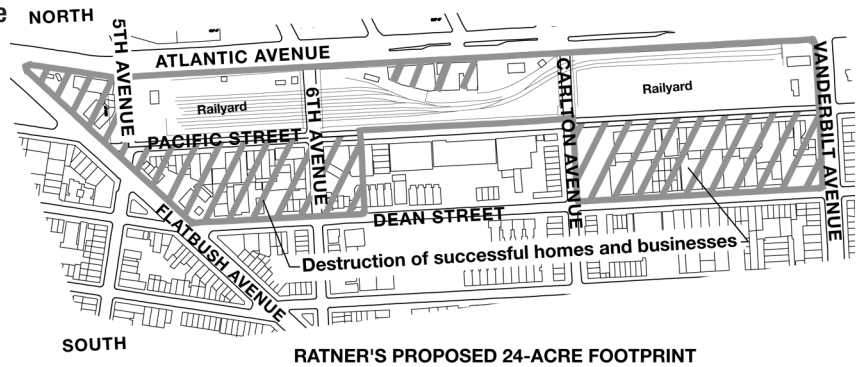 e
NORTH
5TH AVENUE
ATLANTIC AVENUE
Railyard
6TH AVENUE
CARLTON AVENUE
Railyard
VANDERBILT AVENUE
PACIFIC STREET
DEAN STREET
FLATBUSH AVENUE
Destruction of successful homes and businesses
SOUTH
RATNER'S PROPOSED 24-ACRE FOOTPRINT